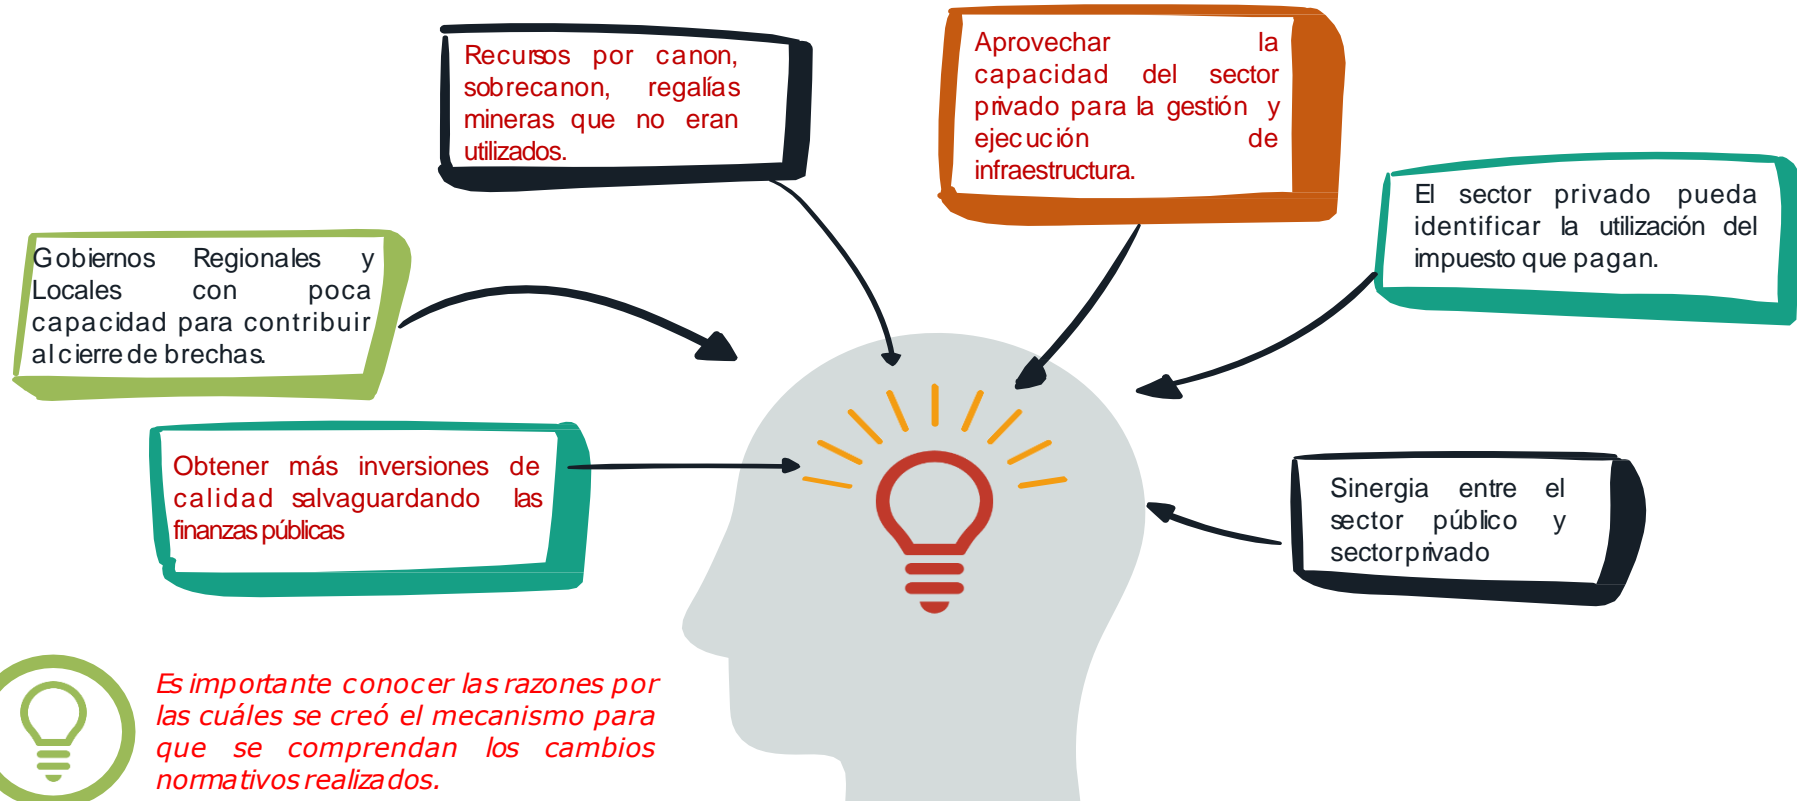 Recursos por canon,
sobrecanon, regalías
mineras que no eran
utilizados.
Aprovechar la
capacidad del sector
privado para la gestión y
ejecución de
infraestructura.
El sector privado pueda
identificar la utilización del
impuesto que pagan.
Gobiernos Regionales y
Locales con poca
capacidad para contribuir
al cierre de brechas.
Obtener más inversiones de
calidad salvaguardando las
finanzas públicas
Sinergia entre el
sector público y
sector privado
Es importante conocer las razones por
las cuáles se creó el mecanismo para
que se comprendan los cambios
normativos realizados.